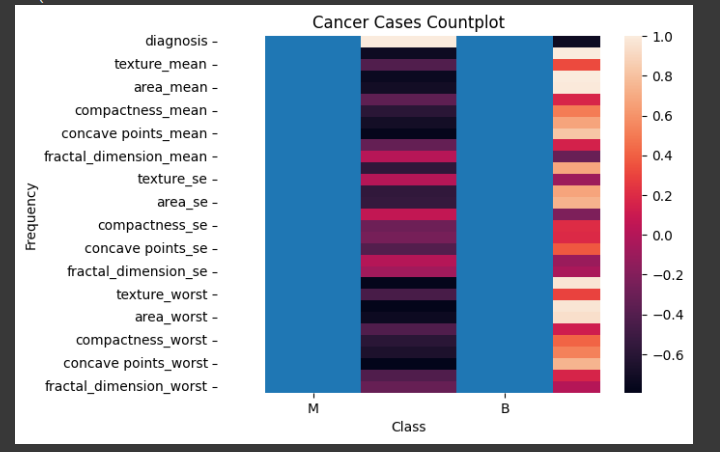 Cancer Cases Countplot
diagnosis
texture_mean
area_mean
compactness_mean
concave points_mean
fractal_dimension_mean
texture_se
area_se
compactness_se
concave points_se
fractal_dimension_se
texture_worst
area_worst
compactness_worst
concave points_worst
fractal_dimension_worst
Frequency
M
B
Class
1.0
0.8
0.6
0.4
0.2
0.0
−0.2
−0.4
−0.6